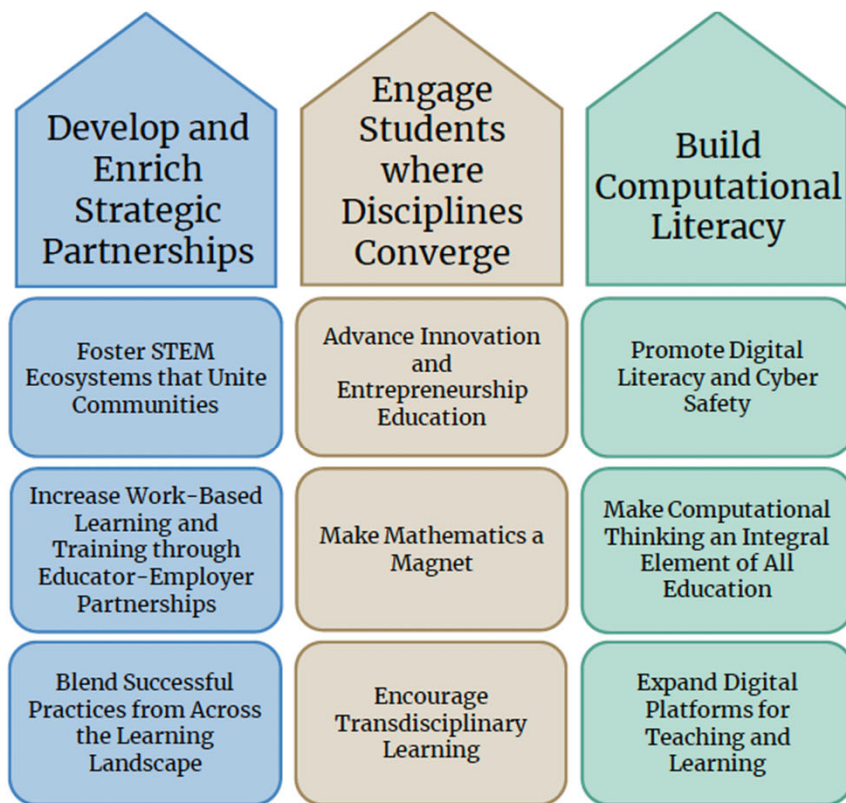 Develop and
Enrich
Strategic
Partnerships
Foster STEM
Ecosystems that Unite
Communities
Increase Work-Based
Learning and
Training through
Educator-Employer
Partnerships
Blend Successful
Practices from Across
the Learning
Landscape
Engage
Students
where
Disciplines
Converge
Advance Innovation
and
Entrepreneurship
Education
Make Mathematics a
Magnet
Encourage
Transdisciplinary
Learning
Build
Computational
Literacy
Promote Digital
Literacy and Cyber
Safety
Make Computational
Thinking an Integral
Element of All
Education
Expand Digital
Platforms for
Teaching and
Learning